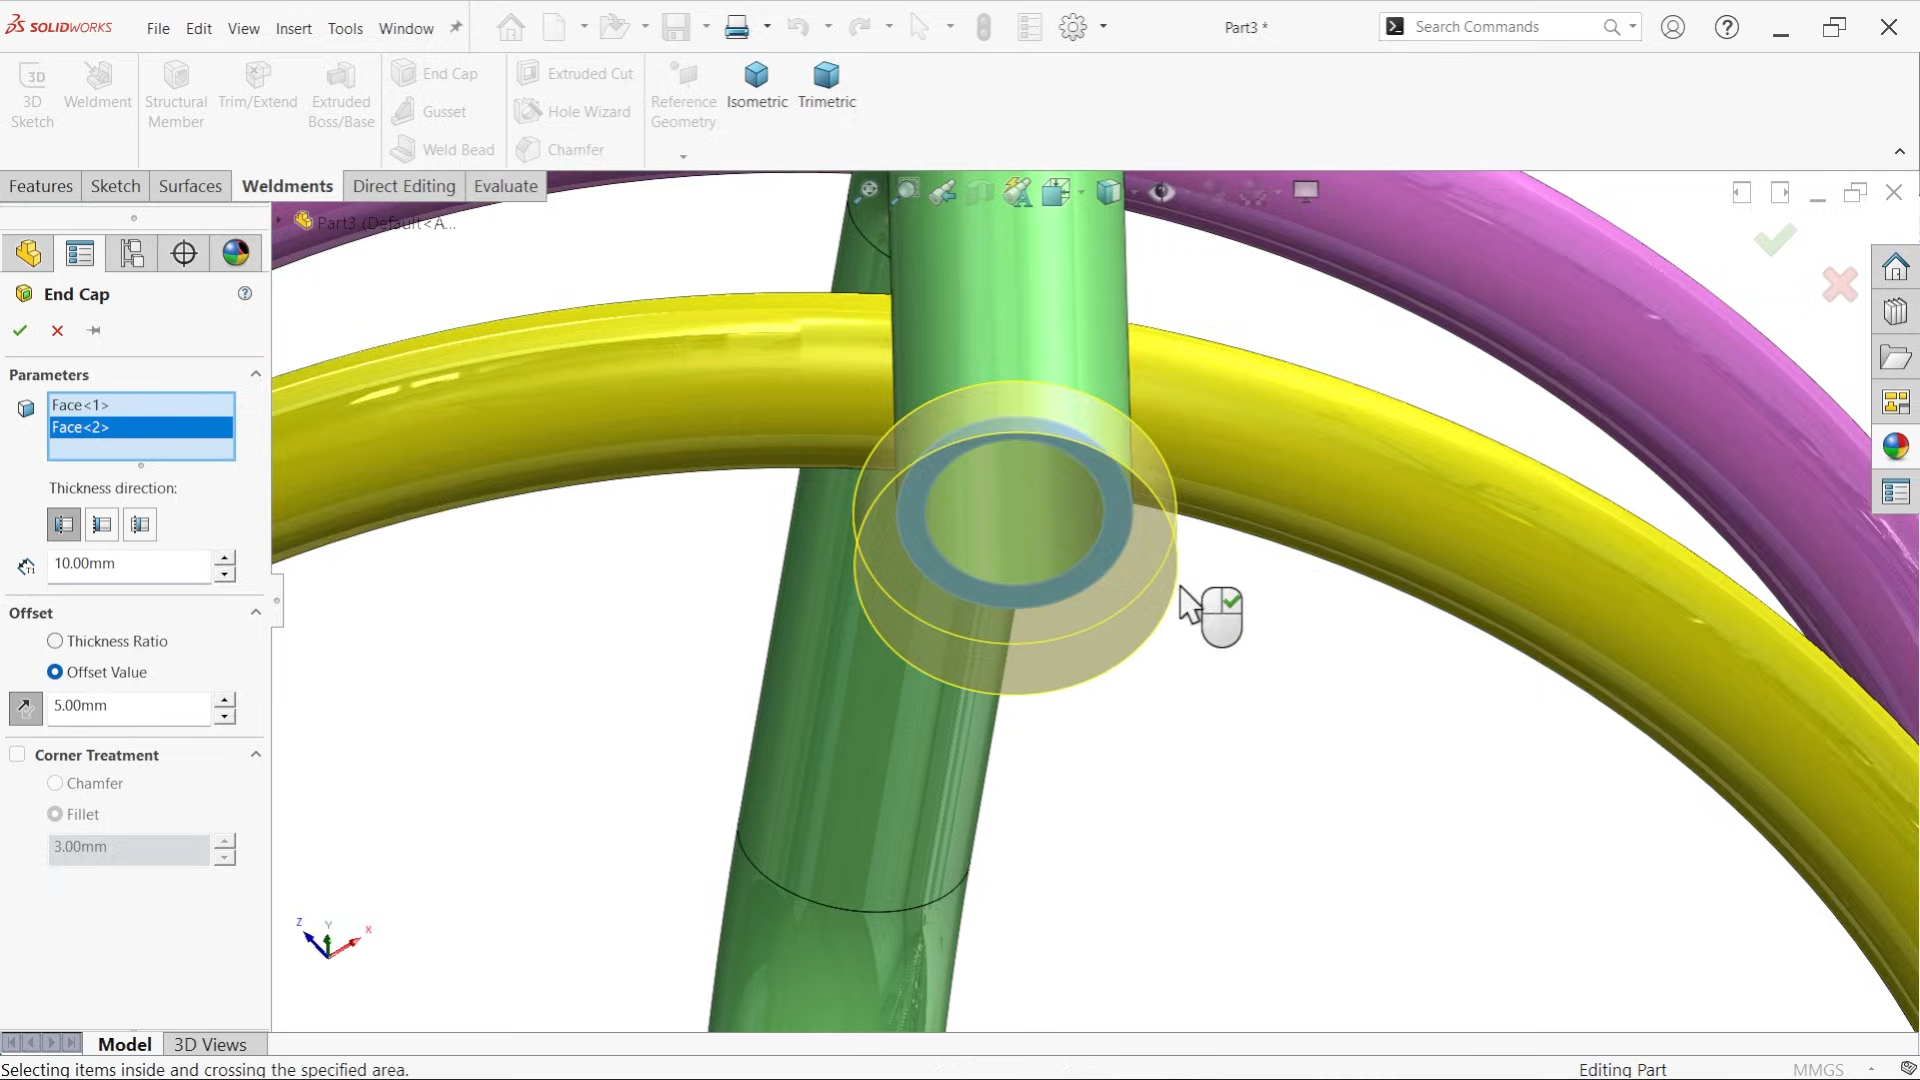 SOLIDWORKS File Edit View Insert Tools Window Part3 * Search Commands
3D Sketch
Weldment
Structural Member
Trim/Extend
Extruded Boss/Base
End Cap
Gusset
Weld Bead
Extruded Cut
Hole Wizard
Chamfer
Reference Geometry
Isometric
Trimetric
Features Sketch Surfaces Weldments Direct Editing Evaluate
Part3 (Default<A...
End Cap
Parameters
Face<1>
Face<2>
Thickness direction:
10.00mm
Offset
Thickness Ratio
Offset Value
5.00mm
Corner Treatment
Chamfer
Fillet
3.00mm
Z Y X
Model 3D Views
Selecting items inside and crossing the specified area. Editing Part MMGS